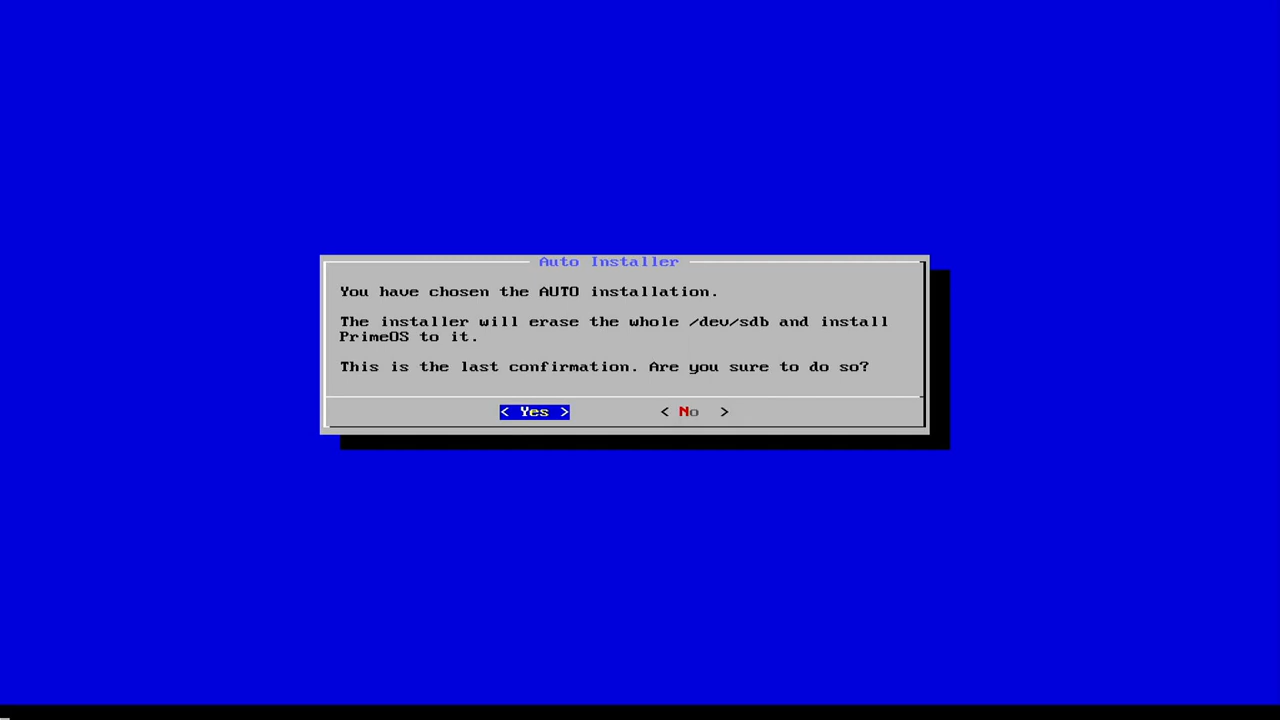 Auto Installer
You have chosen the AUTO installation.
The installer will erase the whole /dev/sdb and install
PrimeOS to it.
This is the last confirmation. Are you sure to do so?
< Yes > < No >